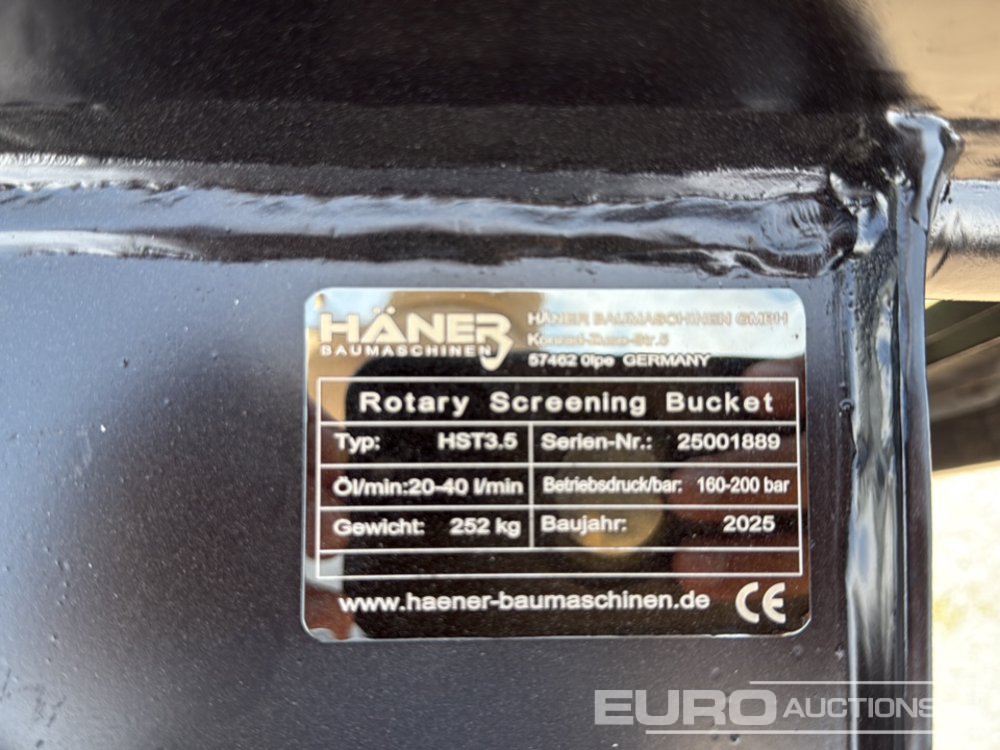 HÄNER
BAUMASCHINEN
HÄNER BAUMASCHINEN GMBH
57462 Olpe GERMANY
Rotary Screening Bucket
Typ: HST3.5 Serien-Nr.: 25001889
Öl/min:20-40 l/min Betriebsdruck/bar: 160-200 bar
Gewicht: 252 kg Baujahr: 2025
www.haener-baumaschinen.de CE
EURO AUCTIONS